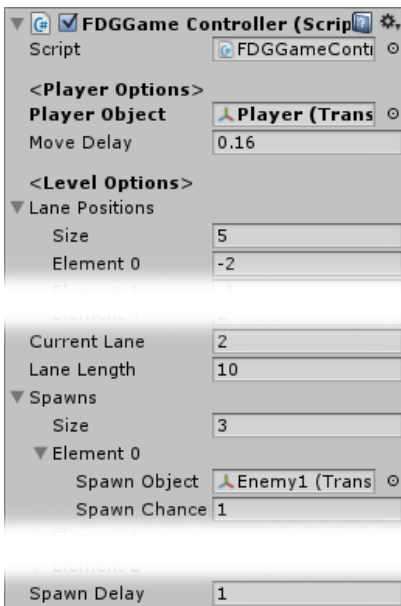 FDGGame Controller (Scrip
Script FDGGameContr
<Player Options>
Player Object Player (Trans
Move Delay 0.16
<Level Options>
Lane Positions
Size 5
Element 0 -2
Current Lane 2
Lane Length 10
Spawns
Size 3
Element 0
Spawn Object Enemy1 (Trans
Spawn Chance 1
Spawn Delay 1